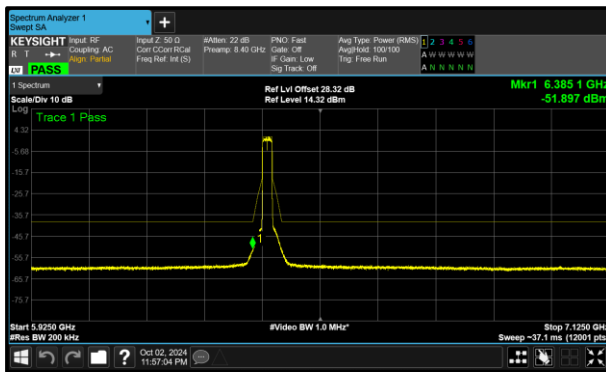 Spectrum Analyzer 1
Swept SA
KEYSIGHT
R T
LXI PASS
Input: RF
Coupling: AC
Align: Partial
Input Z: 50 Ω
Corr CCorr RCal
Freq Ref: Int (S)
#Atten: 22 dB
Preamp: 8.40 GHz
PNO: Fast
Gate: Off
IF Gain: Low
Sig Track: Off
Avg Type: Power (RMS)
Avg|Hold: 100/100
Trig: Free Run
1 2 3 4 5 6
A W W W W W
A N N N N N
1 Spectrum
Scale/Div 10 dB
Ref Lvl Offset 28.32 dB
Ref Level 14.32 dBm
Mkr1 6.385 1 GHz
-51.897 dBm
Log
Trace 1 Pass
4.32
-5.68
-15.7
-25.7
-35.7
-45.7
-55.7
-65.7
-75.7
1
Start 5.9250 GHz
#Res BW 200 kHz
#Video BW 1.0 MHz*
Stop 7.1250 GHz
Sweep ~37.1 ms (12001 pts)
?
Oct 02, 2024
11:57:04 PM